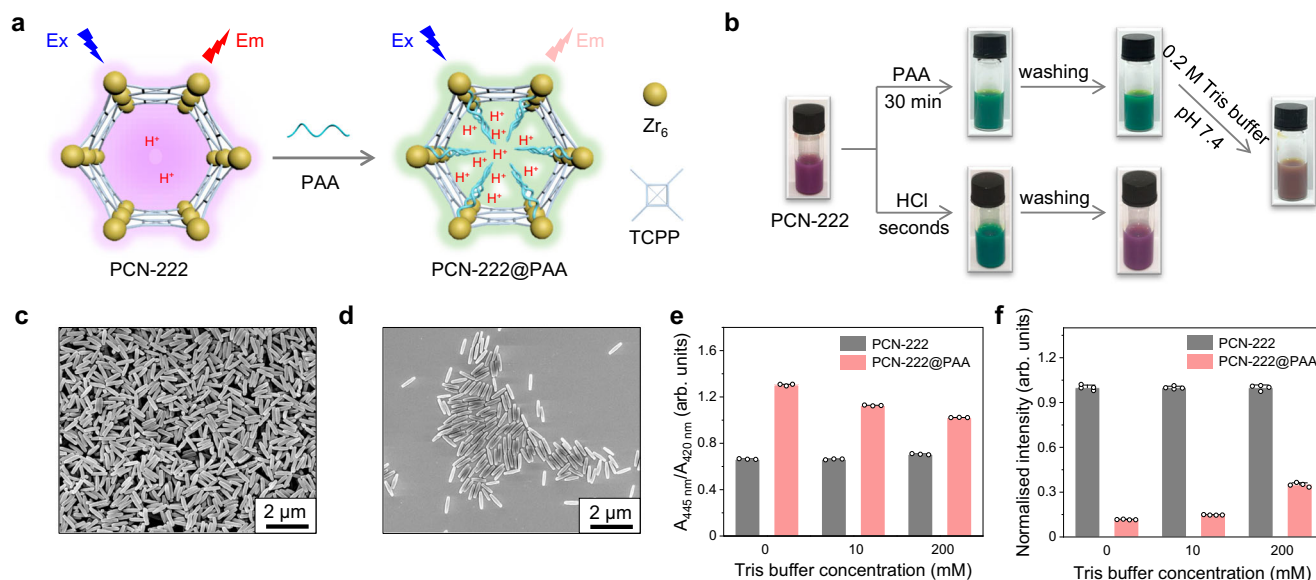 a
Ex
Em
H⁺
H⁺
PCN-222
PAA
Ex
Em
H⁺
H⁺
H⁺
H⁺
H⁺
H⁺
H⁺
H⁺
H⁺
H⁺
PCN-222@PAA
Zr₆
TCPP
b
PCN-222
PAA
30 min
washing
0.2 M Tris buffer
pH 7.4
HCl
seconds
washing
c
2 µm
d
2 µm
e
A₄₄₅ ₙₘ/A₄₂₀ ₙₘ (arb. units)
1.6
1.2
0.8
0.4
0.0
PCN-222
PCN-222@PAA
0
10
200
Tris buffer concentration (mM)
f
Normalised intensity (arb. units)
1.2
0.9
0.6
0.3
0.0
PCN-222
PCN-222@PAA
0
10
200
Tris buffer concentration (mM)